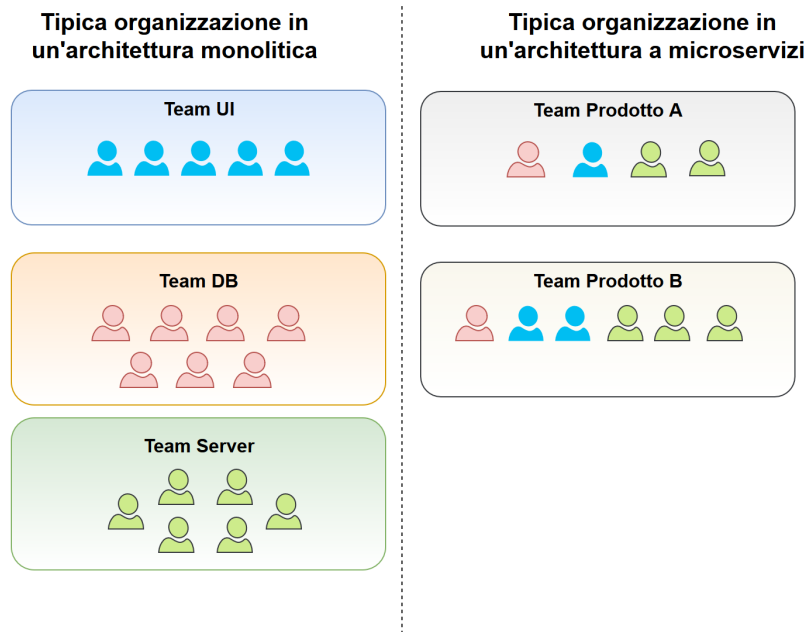 Tipica organizzazione in
un'architettura monolitica
Team UI
Team DB
Team Server
Tipica organizzazione in
un'architettura a microservizi
Team Prodotto A
Team Prodotto B